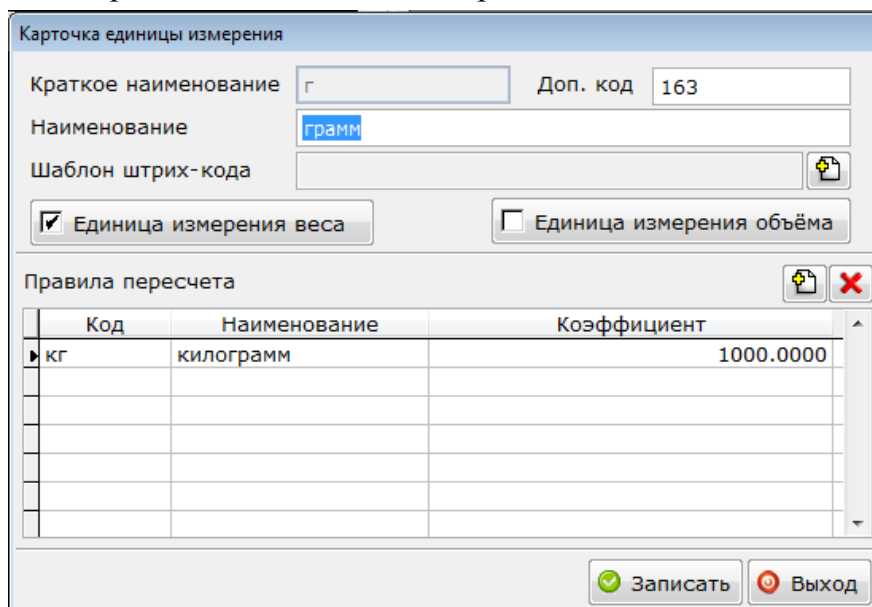 Карточка единицы измерения
Краткое наименование г Доп. код 163
Наименование грамм
Шаблон штрих-кода
Единица измерения веса Единица измерения объёма
Правила пересчета
Код Наименование Коэффициент
кг килограмм 1000.0000
Записать Выход